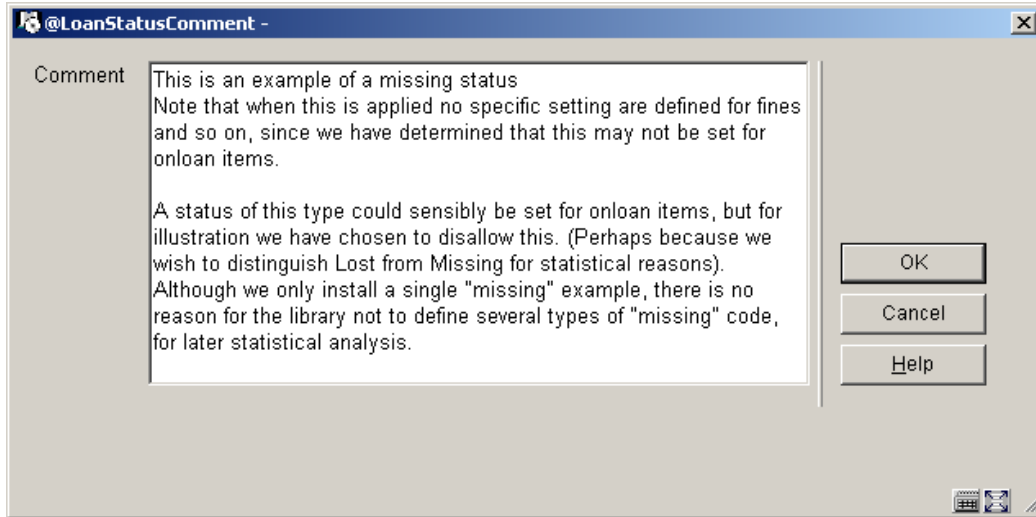 @LoanStatusComment -
Comment
This is an example of a missing status
Note that when this is applied no specific setting are defined for fines
and so on, since we have determined that this may not be set for
onloan items.
A status of this type could sensibly be set for onloan items, but for
illustration we have chosen to disallow this. (Perhaps because we
wish to distinguish Lost from Missing for statistical reasons).
Although we only install a single "missing" example, there is no
reason for the library not to define several types of "missing" code,
for later statistical analysis.
OK
Cancel
Help